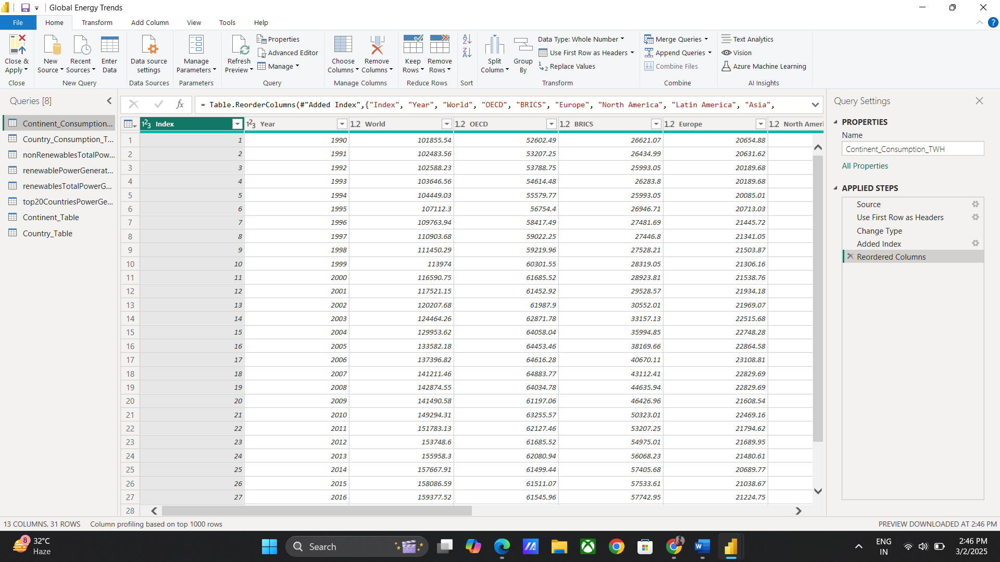 Global Energy Trends
File Home Transform Add Column View Tools Help
Close & Apply
Close
New Source
Recent Sources
Enter Data
New Query
Data source settings
Data Sources
Manage Parameters
Parameters
Refresh Preview
Properties
Advanced Editor
Manage
Query
Choose Columns
Remove Columns
Manage Columns
Keep Rows
Remove Rows
Reduce Rows
Sort
Split Column
Group By
Data Type: Whole Number
Use First Row as Headers
Replace Values
Transform
Merge Queries
Append Queries
Combine Files
Combine
Text Analytics
Vision
Azure Machine Learning
AI Insights
Queries [8]
Continent_Consumption...
Country_Consumption_T...
nonRenewablesTotalPow...
renewablePowerGenerat...
renewablesTotalPowerG...
top20CountriesPowerGe...
Continent_Table
Country_Table
fx = Table.ReorderColumns(#"Added Index",{"Index", "Year", "World", "OECD", "BRICS", "Europe", "North America", "Latin America", "Asia",
Index Year World OECD BRICS Europe North Ameri
1 1 1990 101855.54 52602.49 26621.07 20654.88
2 2 1991 102483.56 53207.25 26434.99 20631.62
3 3 1992 102588.23 53788.75 25993.05 20189.68
4 4 1993 103646.56 54614.48 26283.8 20189.68
5 5 1994 104449.03 55579.77 25993.05 20085.01
6 6 1995 107112.3 56754.4 26946.71 20713.03
7 7 1996 109763.94 58417.49 27481.69 21445.72
8 8 1997 110903.68 59022.25 27446.8 21341.05
9 9 1998 111450.29 59219.96 27528.21 21503.87
10 10 1999 113974 60301.55 28319.05 21306.16
11 11 2000 116590.75 61685.52 28923.81 21538.76
12 12 2001 117521.15 61452.92 29528.57 21934.18
13 13 2002 120207.68 61987.9 30552.01 21969.07
14 14 2003 124464.26 62871.78 33157.13 22515.68
15 15 2004 129953.62 64058.04 35994.85 22748.28
16 16 2005 133582.18 64453.46 38169.66 22864.58
17 17 2006 137396.82 64616.28 40670.11 23108.81
18 18 2007 141211.46 64883.77 43112.41 22829.69
19 19 2008 142874.55 64034.78 44635.94 22829.69
20 20 2009 141490.58 61197.06 46426.96 21608.54
21 21 2010 149294.31 63255.57 50323.01 22469.16
22 22 2011 151783.13 62127.46 53207.25 21794.62
23 23 2012 153748.6 61685.52 54975.01 21689.95
24 24 2013 155958.3 62080.94 56068.23 21480.61
25 25 2014 157667.91 61499.44 57405.68 20689.77
26 26 2015 158086.59 61511.07 57533.61 21038.67
27 27 2016 159377.52 61545.96 57742.95 21224.75
28
Query Settings
PROPERTIES
Name
Continent_Consumption_TWH
All Properties
APPLIED STEPS
Source
Use First Row as Headers
Change Type
Added Index
Reordered Columns
13 COLUMNS, 31 ROWS Column profiling based on top 1000 rows
PREVIEW DOWNLOADED AT 2:46 PM
8 32°C
Haze
Search
ENG
IN
2:46 PM
3/2/2025